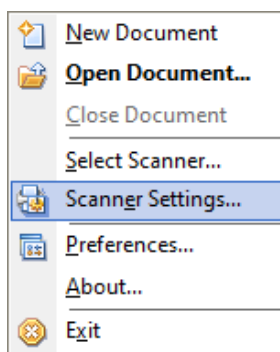 New Document
Open Document...
Close Document
Select Scanner...
Scanner Settings...
Preferences...
About...
Exit